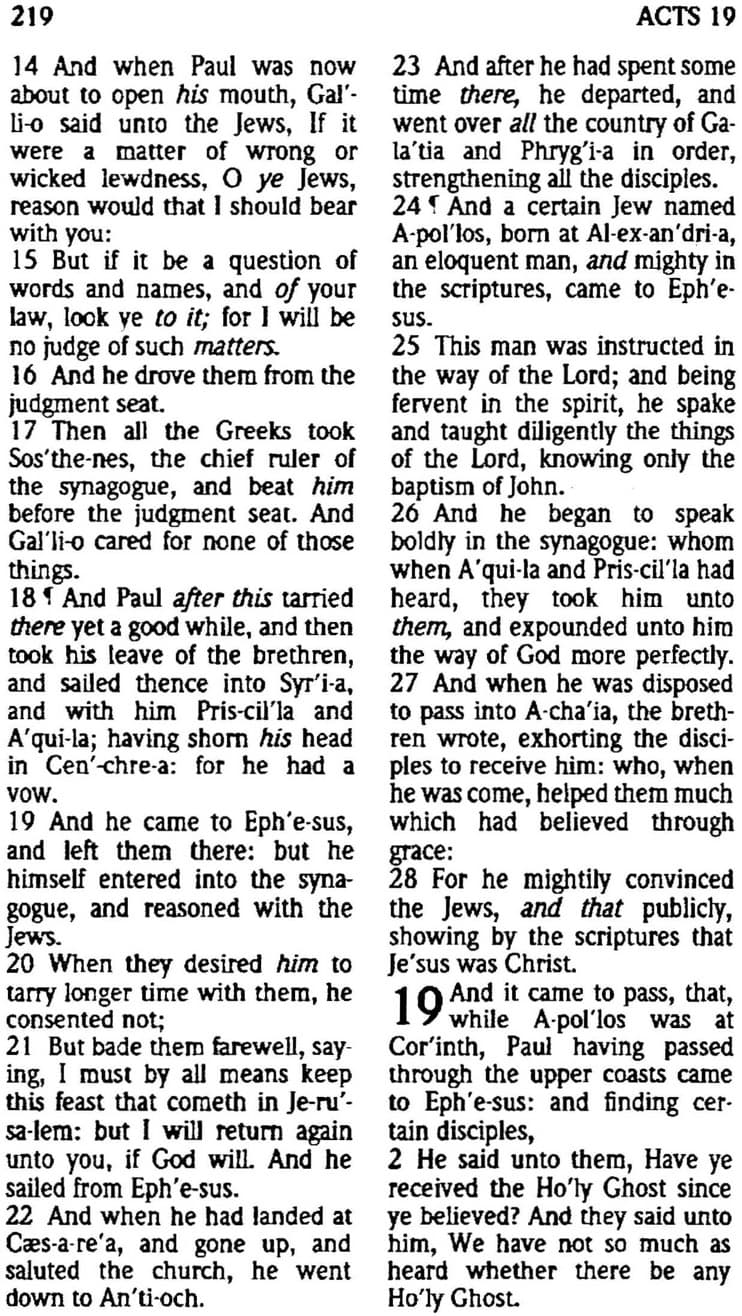 219
ACTS 19
14 And when Paul was now
about to open his mouth, Gal'-
li-o said unto the Jews, If it
were a matter of wrong or
wicked lewdness, O ye Jews,
reason would that I should bear
with you:
15 But if it be a question of
words and names, and of your
law, look ye to it; for I will be
no judge of such matters.
16 And he drove them from the
judgment seat.
17 Then all the Greeks took
Sos'the-nes, the chief ruler of
the synagogue, and beat him
before the judgment seat. And
Gal'li-o cared for none of those
things.
18 ¶ And Paul after this tarried
there yet a good while, and then
took his leave of the brethren,
and sailed thence into Syr'i-a,
and with him Pris-cil'la and
A'qui-la; having shorn his head
in Cen'-chre-a: for he had a
vow.
19 And he came to Eph'e-sus,
and left them there: but he
himself entered into the syna-
gogue, and reasoned with the
Jews.
20 When they desired him to
tarry longer time with them, he
consented not;
21 But bade them farewell, say-
ing, I must by all means keep
this feast that cometh in Je-ru'-
sa-lem: but I will return again
unto you, if God will. And he
sailed from Eph'e-sus.
22 And when he had landed at
Cæs-a-re'a, and gone up, and
saluted the church, he went
down to An'ti-och.
23 And after he had spent some
time there, he departed, and
went over all the country of Ga-
la'tia and Phryg'i-a in order,
strengthening all the disciples.
24 ¶ And a certain Jew named
A-pol'los, born at Al-ex-an'dri-a,
an eloquent man, and mighty in
the scriptures, came to Eph'e-
sus.
25 This man was instructed in
the way of the Lord; and being
fervent in the spirit, he spake
and taught diligently the things
of the Lord, knowing only the
baptism of John.
26 And he began to speak
boldly in the synagogue: whom
when A'qui-la and Pris-cil'la had
heard, they took him unto
them, and expounded unto him
the way of God more perfectly.
27 And when he was disposed
to pass into A-cha'ia, the breth-
ren wrote, exhorting the disci-
ples to receive him: who, when
he was come, helped them much
which had believed through
grace:
28 For he mightily convinced
the Jews, and that publicly,
showing by the scriptures that
Je'sus was Christ.
19 And it came to pass, that,
while A-pol'los was at
Cor'inth, Paul having passed
through the upper coasts came
to Eph'e-sus: and finding cer-
tain disciples,
2 He said unto them, Have ye
received the Ho'ly Ghost since
ye believed? And they said unto
him, We have not so much as
heard whether there be any
Ho'ly Ghost.